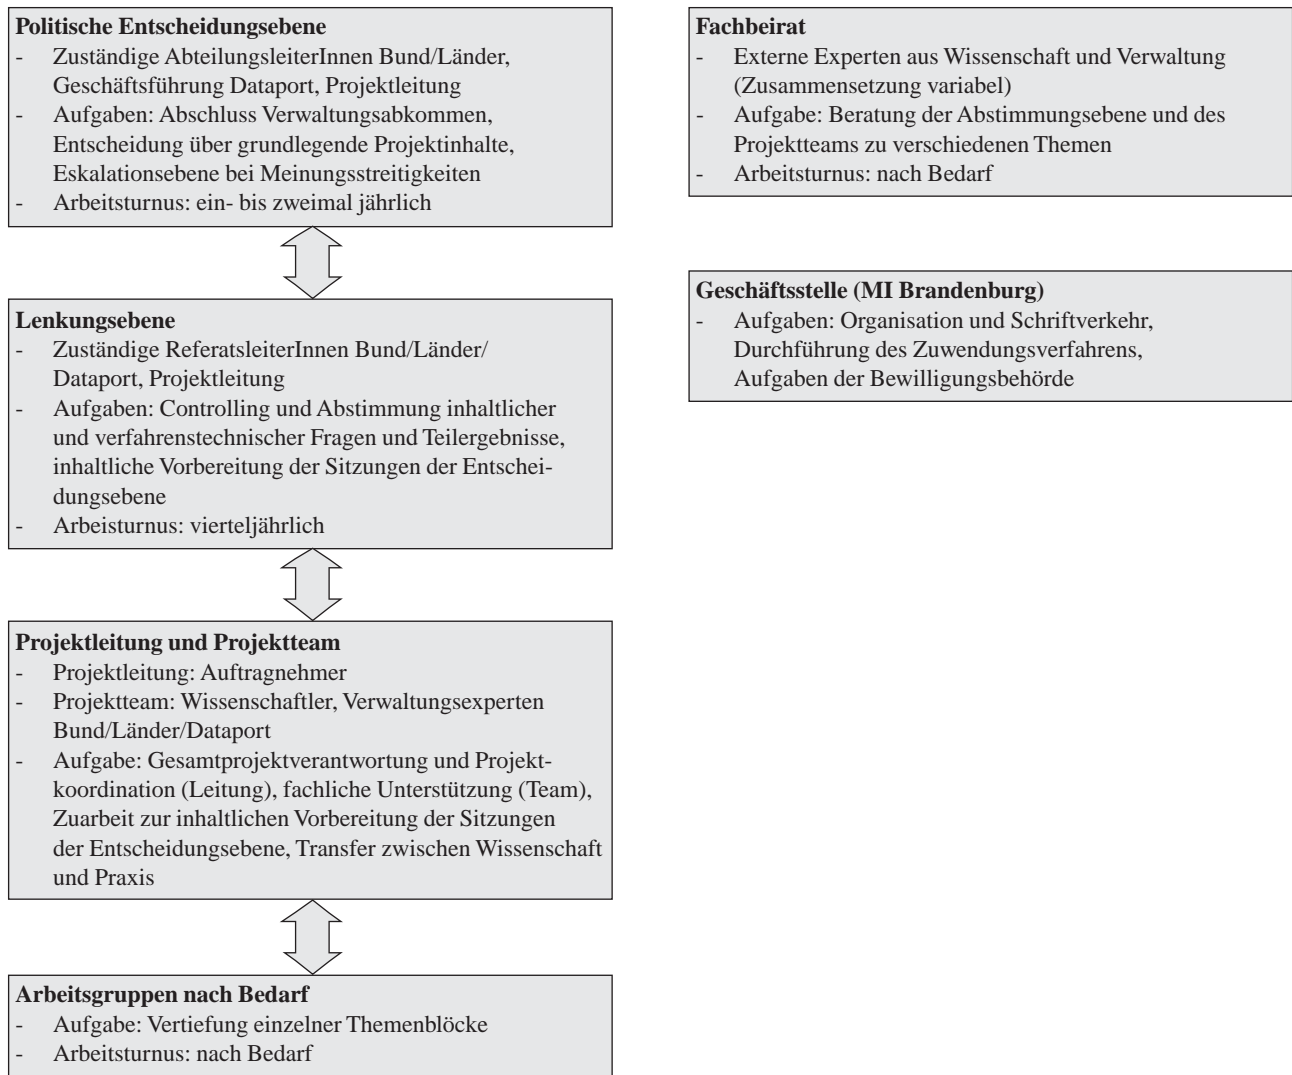 Politische Entscheidungsebene
- Zuständige AbteilungsleiterInnen Bund/Länder,
Geschäftsführung Dataport, Projektleitung
- Aufgaben: Abschluss Verwaltungsabkommen,
Entscheidung über grundlegende Projektinhalte,
Eskalationsebene bei Meinungsstreitigkeiten
- Arbeitsturnus: ein- bis zweimal jährlich
Lenkungsebene
- Zuständige ReferatsleiterInnen Bund/Länder/
Dataport, Projektleitung
- Aufgaben: Controlling und Abstimmung inhaltlicher
und verfahrenstechnischer Fragen und Teilergebnisse,
inhaltliche Vorbereitung der Sitzungen der Entschei-
dungsebene
- Arbeisturnus: vierteljährlich
Projektleitung und Projektteam
- Projektleitung: Auftragnehmer
- Projektteam: Wissenschaftler, Verwaltungsexperten
Bund/Länder/Dataport
- Aufgabe: Gesamtprojektverantwortung und Projekt-
koordination (Leitung), fachliche Unterstützung (Team),
Zuarbeit zur inhaltlichen Vorbereitung der Sitzungen
der Entscheidungsebene, Transfer zwischen Wissenschaft
und Praxis
Arbeitsgruppen nach Bedarf
- Aufgabe: Vertiefung einzelner Themenblöcke
- Arbeitsturnus: nach Bedarf
Fachbeirat
- Externe Experten aus Wissenschaft und Verwaltung
(Zusammensetzung variabel)
- Aufgabe: Beratung der Abstimmungsebene und des
Projektteams zu verschiedenen Themen
- Arbeitsturnus: nach Bedarf
Geschäftsstelle (MI Brandenburg)
- Aufgaben: Organisation und Schriftverkehr,
Durchführung des Zuwendungsverfahrens,
Aufgaben der Bewilligungsbehörde